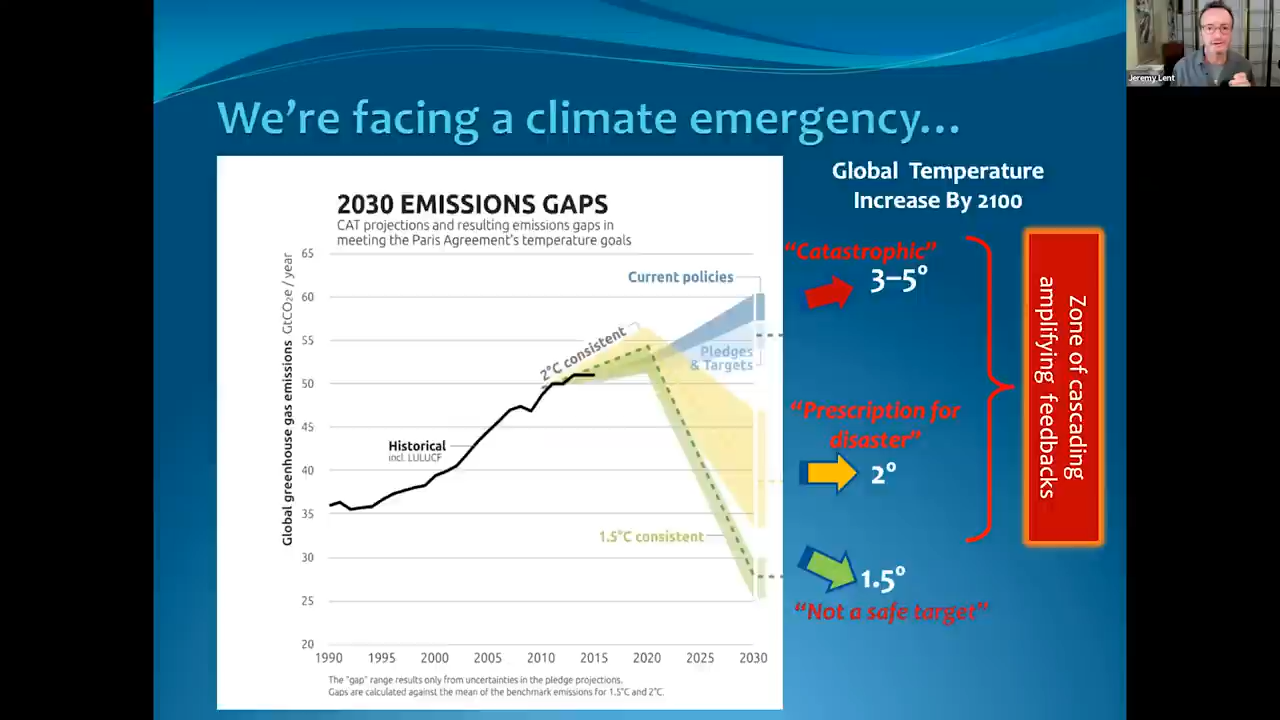 Jeremy Lent
We're facing a climate emergency...
2030 EMISSIONS GAPS
CAT projections and resulting emissions gaps in
meeting the Paris Agreement's temperature goals
Global greenhouse gas emissions GtCO₂e / year
65
60
55
50
45
40
35
30
25
20
1990
1995
2000
2005
2010
2015
2020
2025
2030
Historical
incl. LULUCF
2°C consistent
Current policies
Pledges
& Targets
1.5°C consistent
The "gap" range results only from uncertainties in the pledge projections.
Gaps are calculated against the mean of the benchmark emissions for 1.5°C and 2°C.
Global Temperature
Increase By 2100
"Catastrophic"
3–5°
"Prescription for
disaster"
2°
1.5°
"Not a safe target"
Zone of cascading
amplifying feedbacks